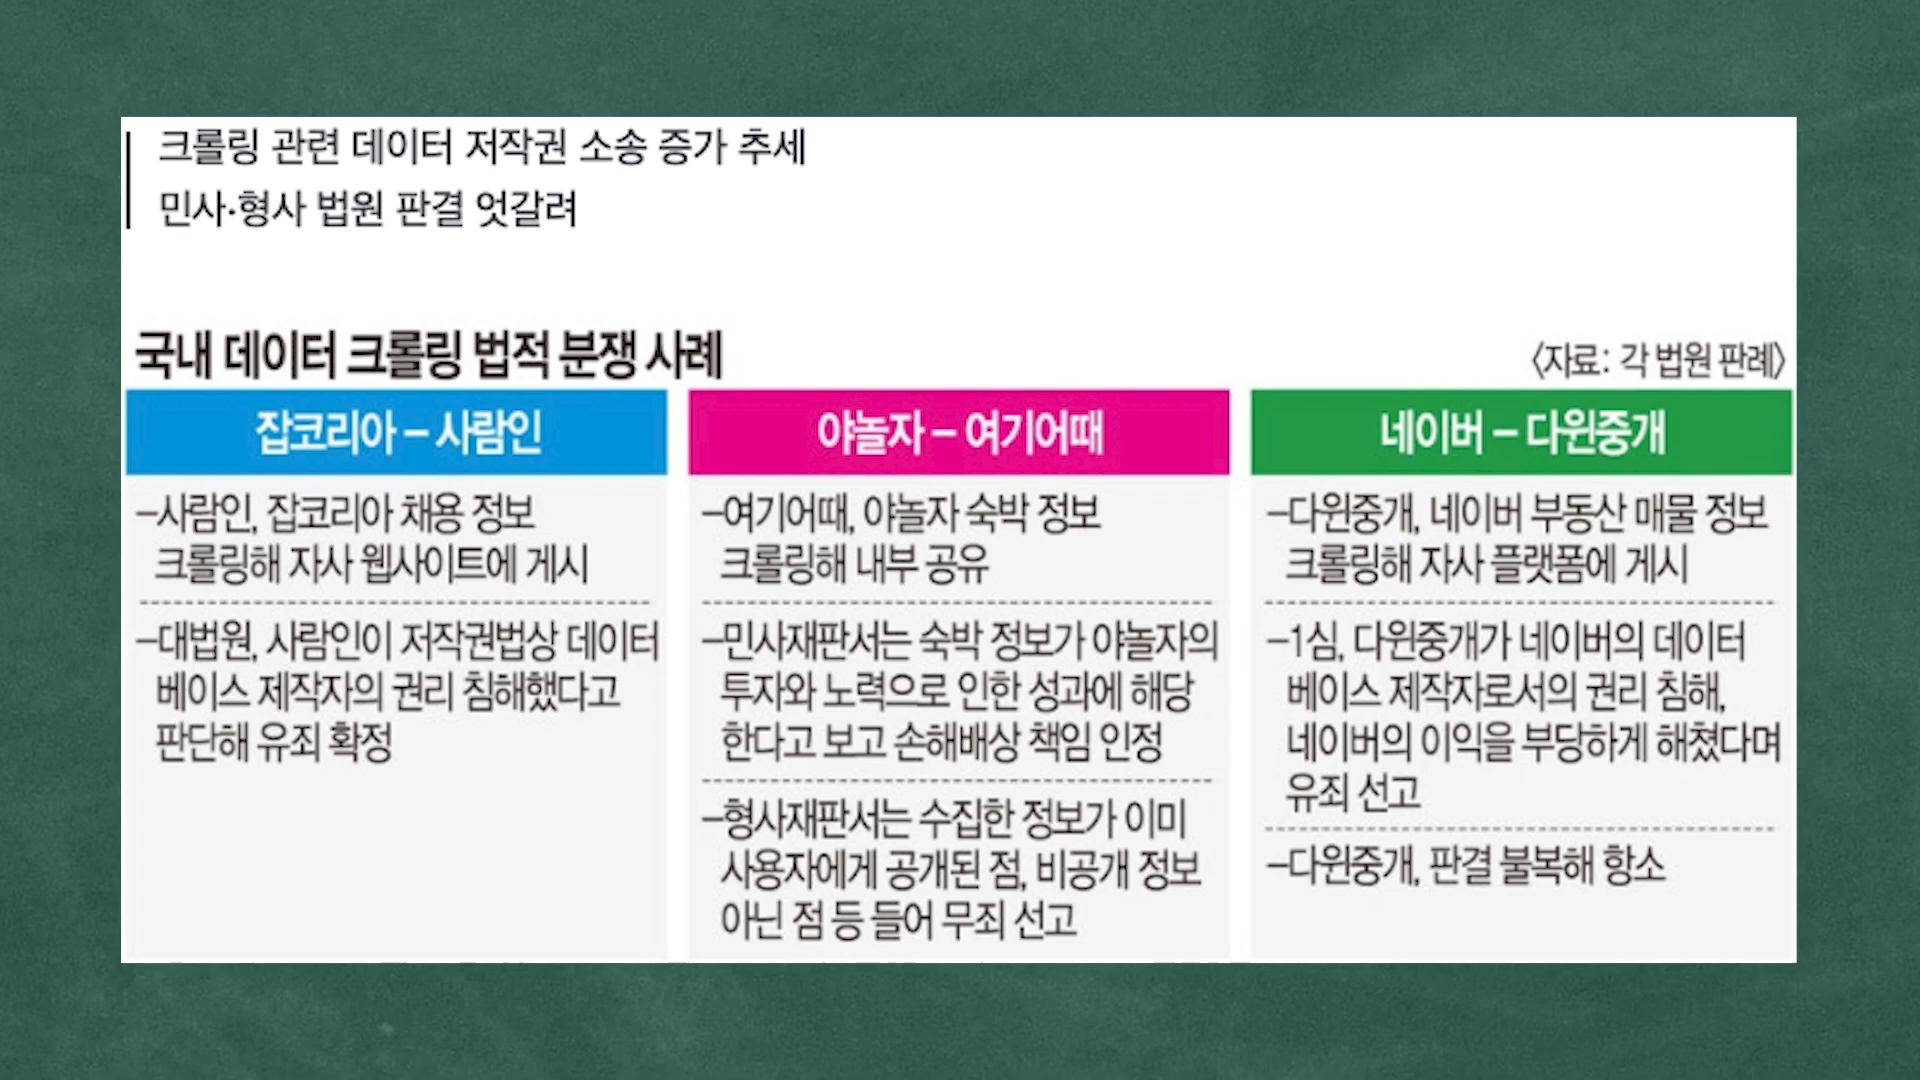 크롤링 관련 데이터 저작권 소송 증가 추세
민사·형사 법원 판결 엇갈려
국내 데이터 크롤링 법적 분쟁 사례
〈자료: 각 법원 판례〉
잡코리아 – 사람인
–사람인, 잡코리아 채용 정보
크롤링해 자사 웹사이트에 게시
–대법원, 사람인이 저작권법상 데이터
베이스 제작자의 권리 침해했다고
판단해 유죄 확정
야놀자 – 여기어때
–여기어때, 야놀자 숙박 정보
크롤링해 내부 공유
–민사재판서는 숙박 정보가 야놀자의
투자와 노력으로 인한 성과에 해당
한다고 보고 손해배상 책임 인정
–형사재판서는 수집한 정보가 이미
사용자에게 공개된 점, 비공개 정보
아닌 점 등 들어 무죄 선고
네이버 – 다윈중개
–다윈중개, 네이버 부동산 매물 정보
크롤링해 자사 플랫폼에 게시
–1심, 다윈중개가 네이버의 데이터
베이스 제작자로서의 권리 침해,
네이버의 이익을 부당하게 해쳤다며
유죄 선고
–다윈중개, 판결 불복해 항소